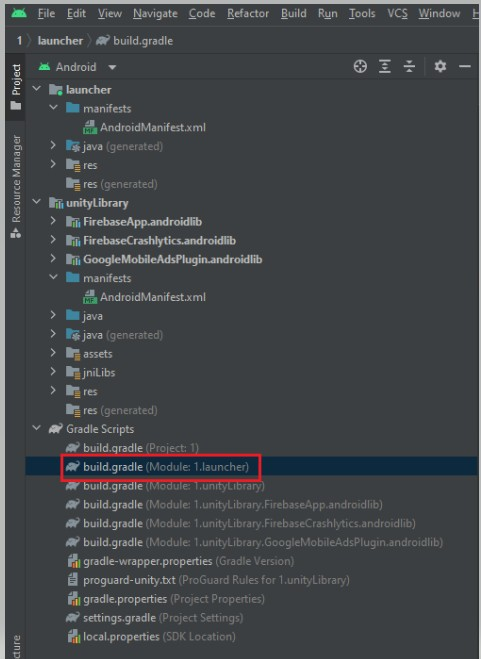 File Edit View Navigate Code Refactor Build Run Tools VCS Window H
1 launcher build.gradle
Android
Project
Resource Manager
launcher
manifests
AndroidManifest.xml
java (generated)
res
res (generated)
unityLibrary
FirebaseApp.androidlib
FirebaseCrashlytics.androidlib
GoogleMobileAdsPlugin.androidlib
manifests
AndroidManifest.xml
java
java (generated)
assets
jniLibs
res
res (generated)
Gradle Scripts
build.gradle (Project: 1)
build.gradle (Module: 1.launcher)
build.gradle (Module: 1.unityLibrary)
build.gradle (Module: 1.unityLibrary.FirebaseApp.androidlib)
build.gradle (Module: 1.unityLibrary.FirebaseCrashlytics.androidlib)
build.gradle (Module: 1.unityLibrary.GoogleMobileAdsPlugin.androidlib)
gradle-wrapper.properties (Gradle Version)
proguard-unity.txt (ProGuard Rules for 1.unityLibrary)
gradle.properties (Project Properties)
settings.gradle (Project Settings)
local.properties (SDK Location)
cture